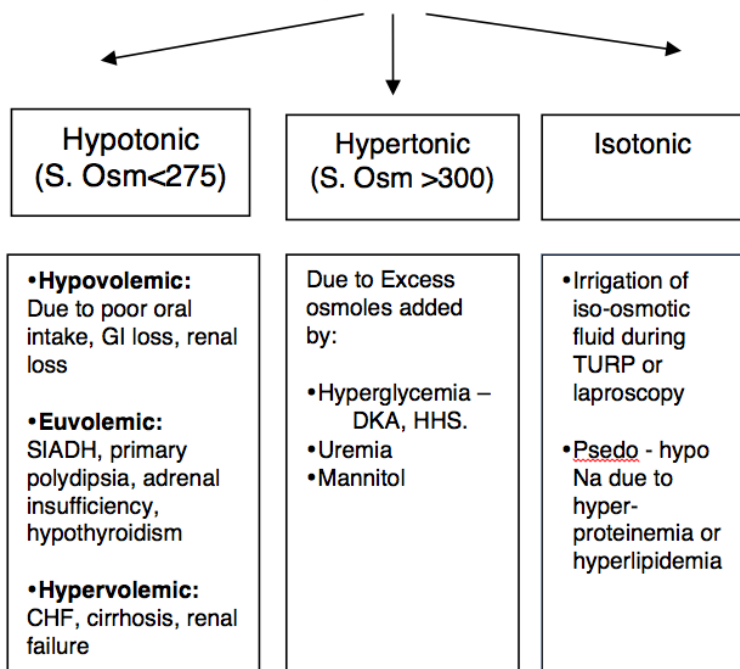 Hypotonic
(S. Osm<275)
Hypertonic
(S. Osm >300)
Isotonic
•Hypovolemic:
Due to poor oral
intake, GI loss, renal
loss
•Euvolemic:
SIADH, primary
polydipsia, adrenal
insufficiency,
hypothyroidism
•Hypervolemic:
CHF, cirrhosis, renal
failure
Due to Excess
osmoles added
by:
•Hyperglycemia –
DKA, HHS.
•Uremia
•Mannitol
•Irrigation of
iso-osmotic
fluid during
TURP or
laproscopy
•Psedo - hypo
Na due to
hyper-
proteinemia or
hyperlipidemia